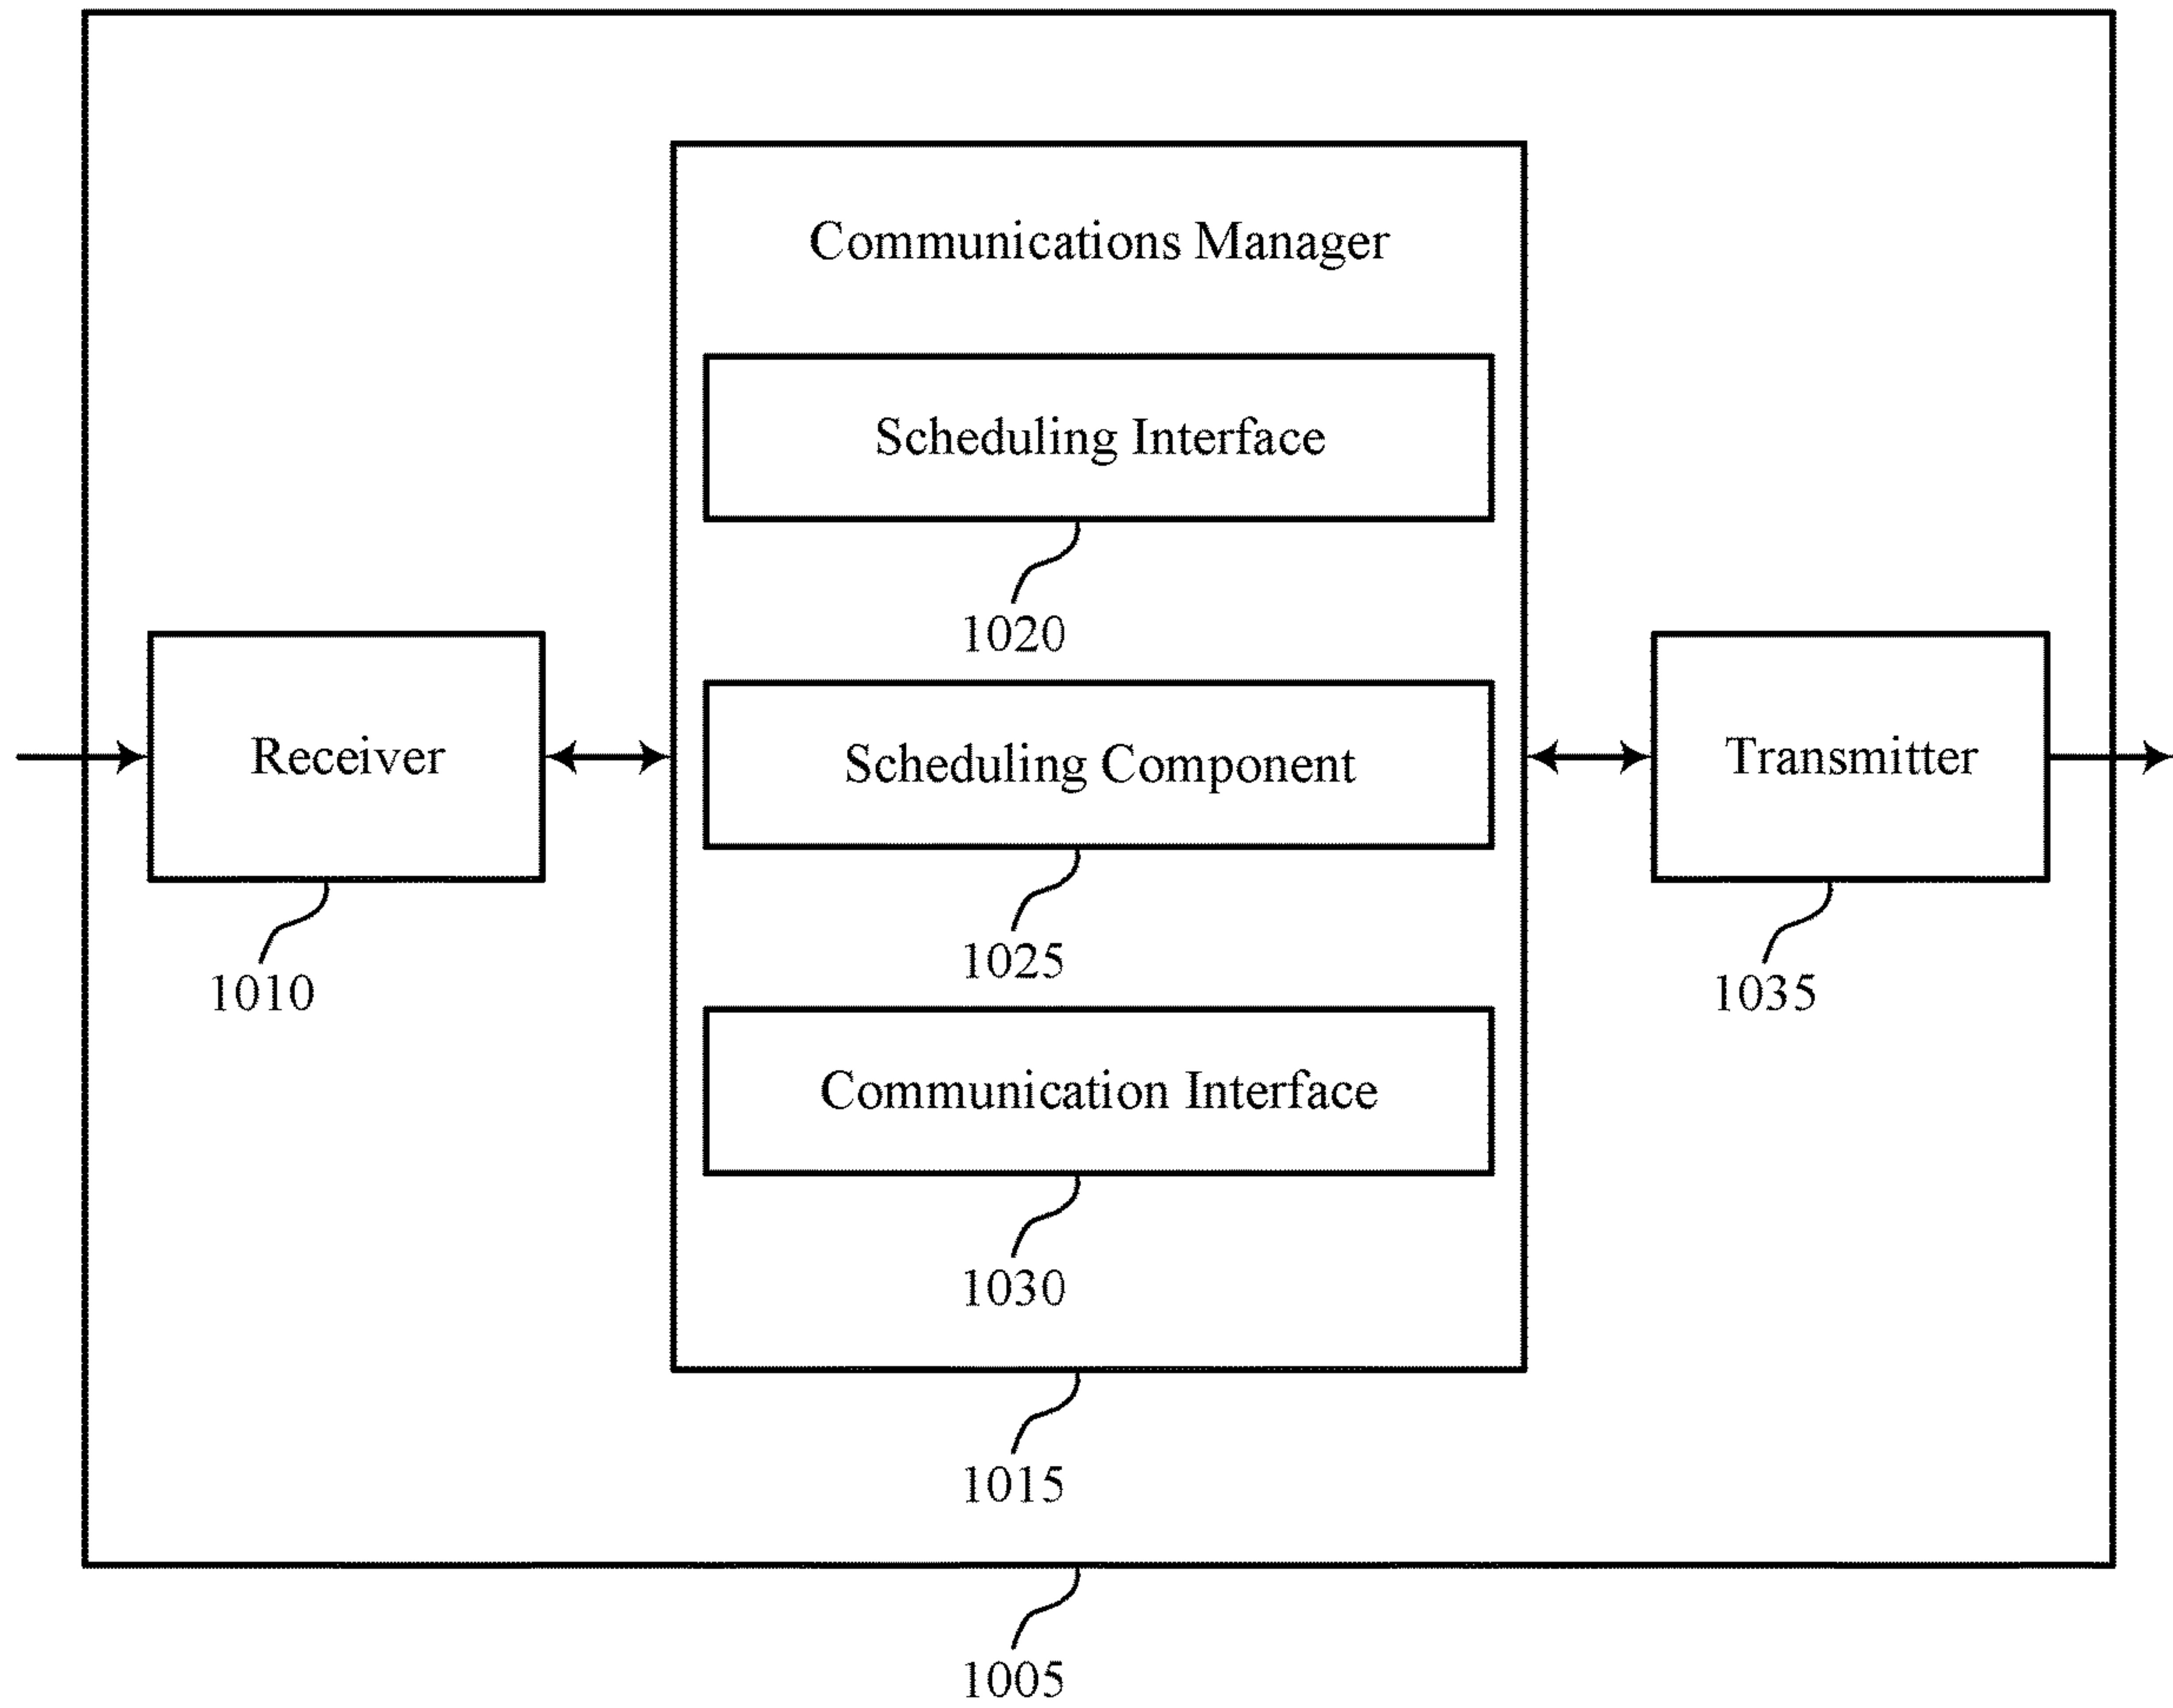 Communications Manager
Scheduling Interface
1020
Receiver
1010
Scheduling Component
1025
Transmitter
1035
Communication Interface
1030
1015
1005